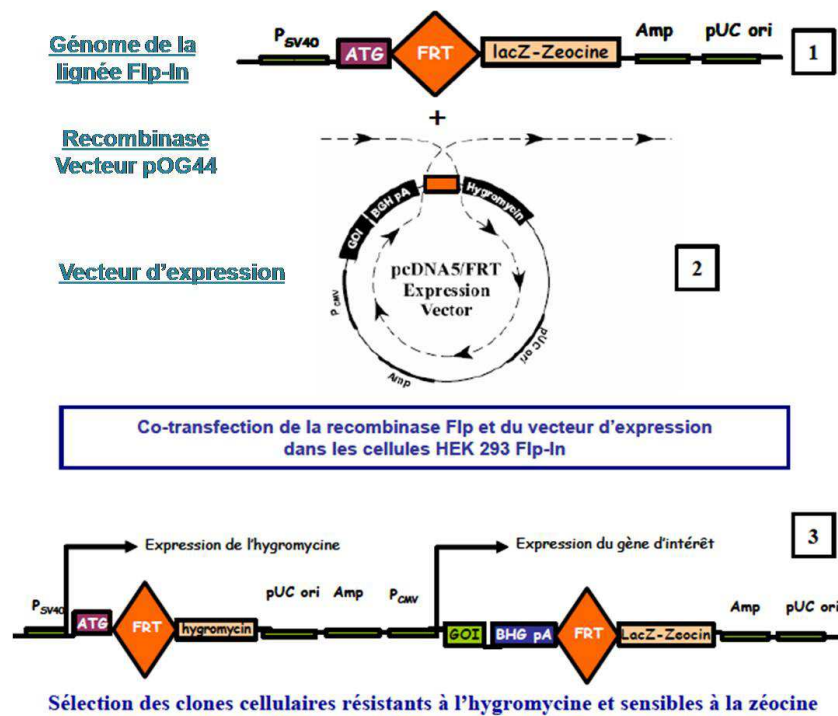 Génome de la
lignée Flp-In
P SV40
ATG
FRT
lacZ-Zeocine
Amp
pUC ori
1
+
Recombinase
Vecteur pOG44
BGH pA
Hygromycin
GOI
Vecteur d'expression
pcDNA5/FRT
Expression
Vector
2
P CMV
pUC ori
Amp
Co-transfection de la recombinase Flp et du vecteur d'expression
dans les cellules HEK 293 Flp-In
3
Expression de l'hygromycine
Expression du gène d'intérêt
P SV40
ATG
FRT
hygromycin
pUC ori
Amp
P CMV
GOI
BHG pA
FRT
LacZ-Zeocin
Amp
pUC ori
Sélection des clones cellulaires résistants à l'hygromycine et sensibles à la zéocine